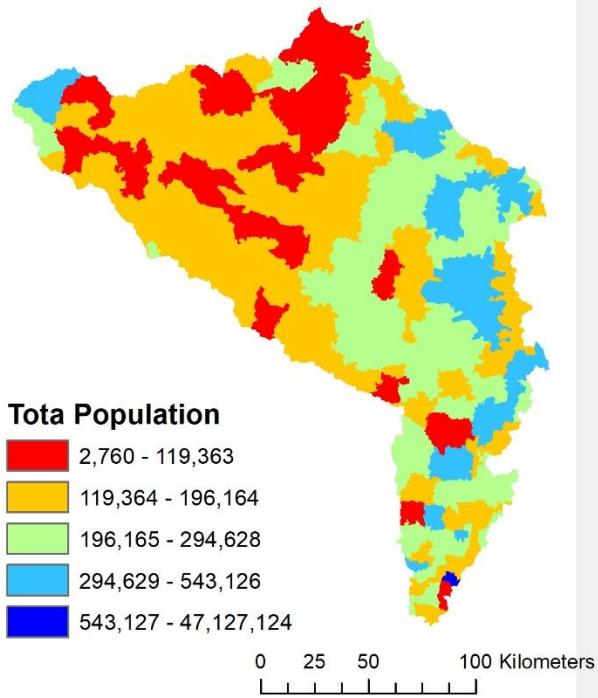 Tota Population
2,760 - 119,363
119,364 - 196,164
196,165 - 294,628
294,629 - 543,126
543,127 - 47,127,124
0 25 50 100 Kilometers